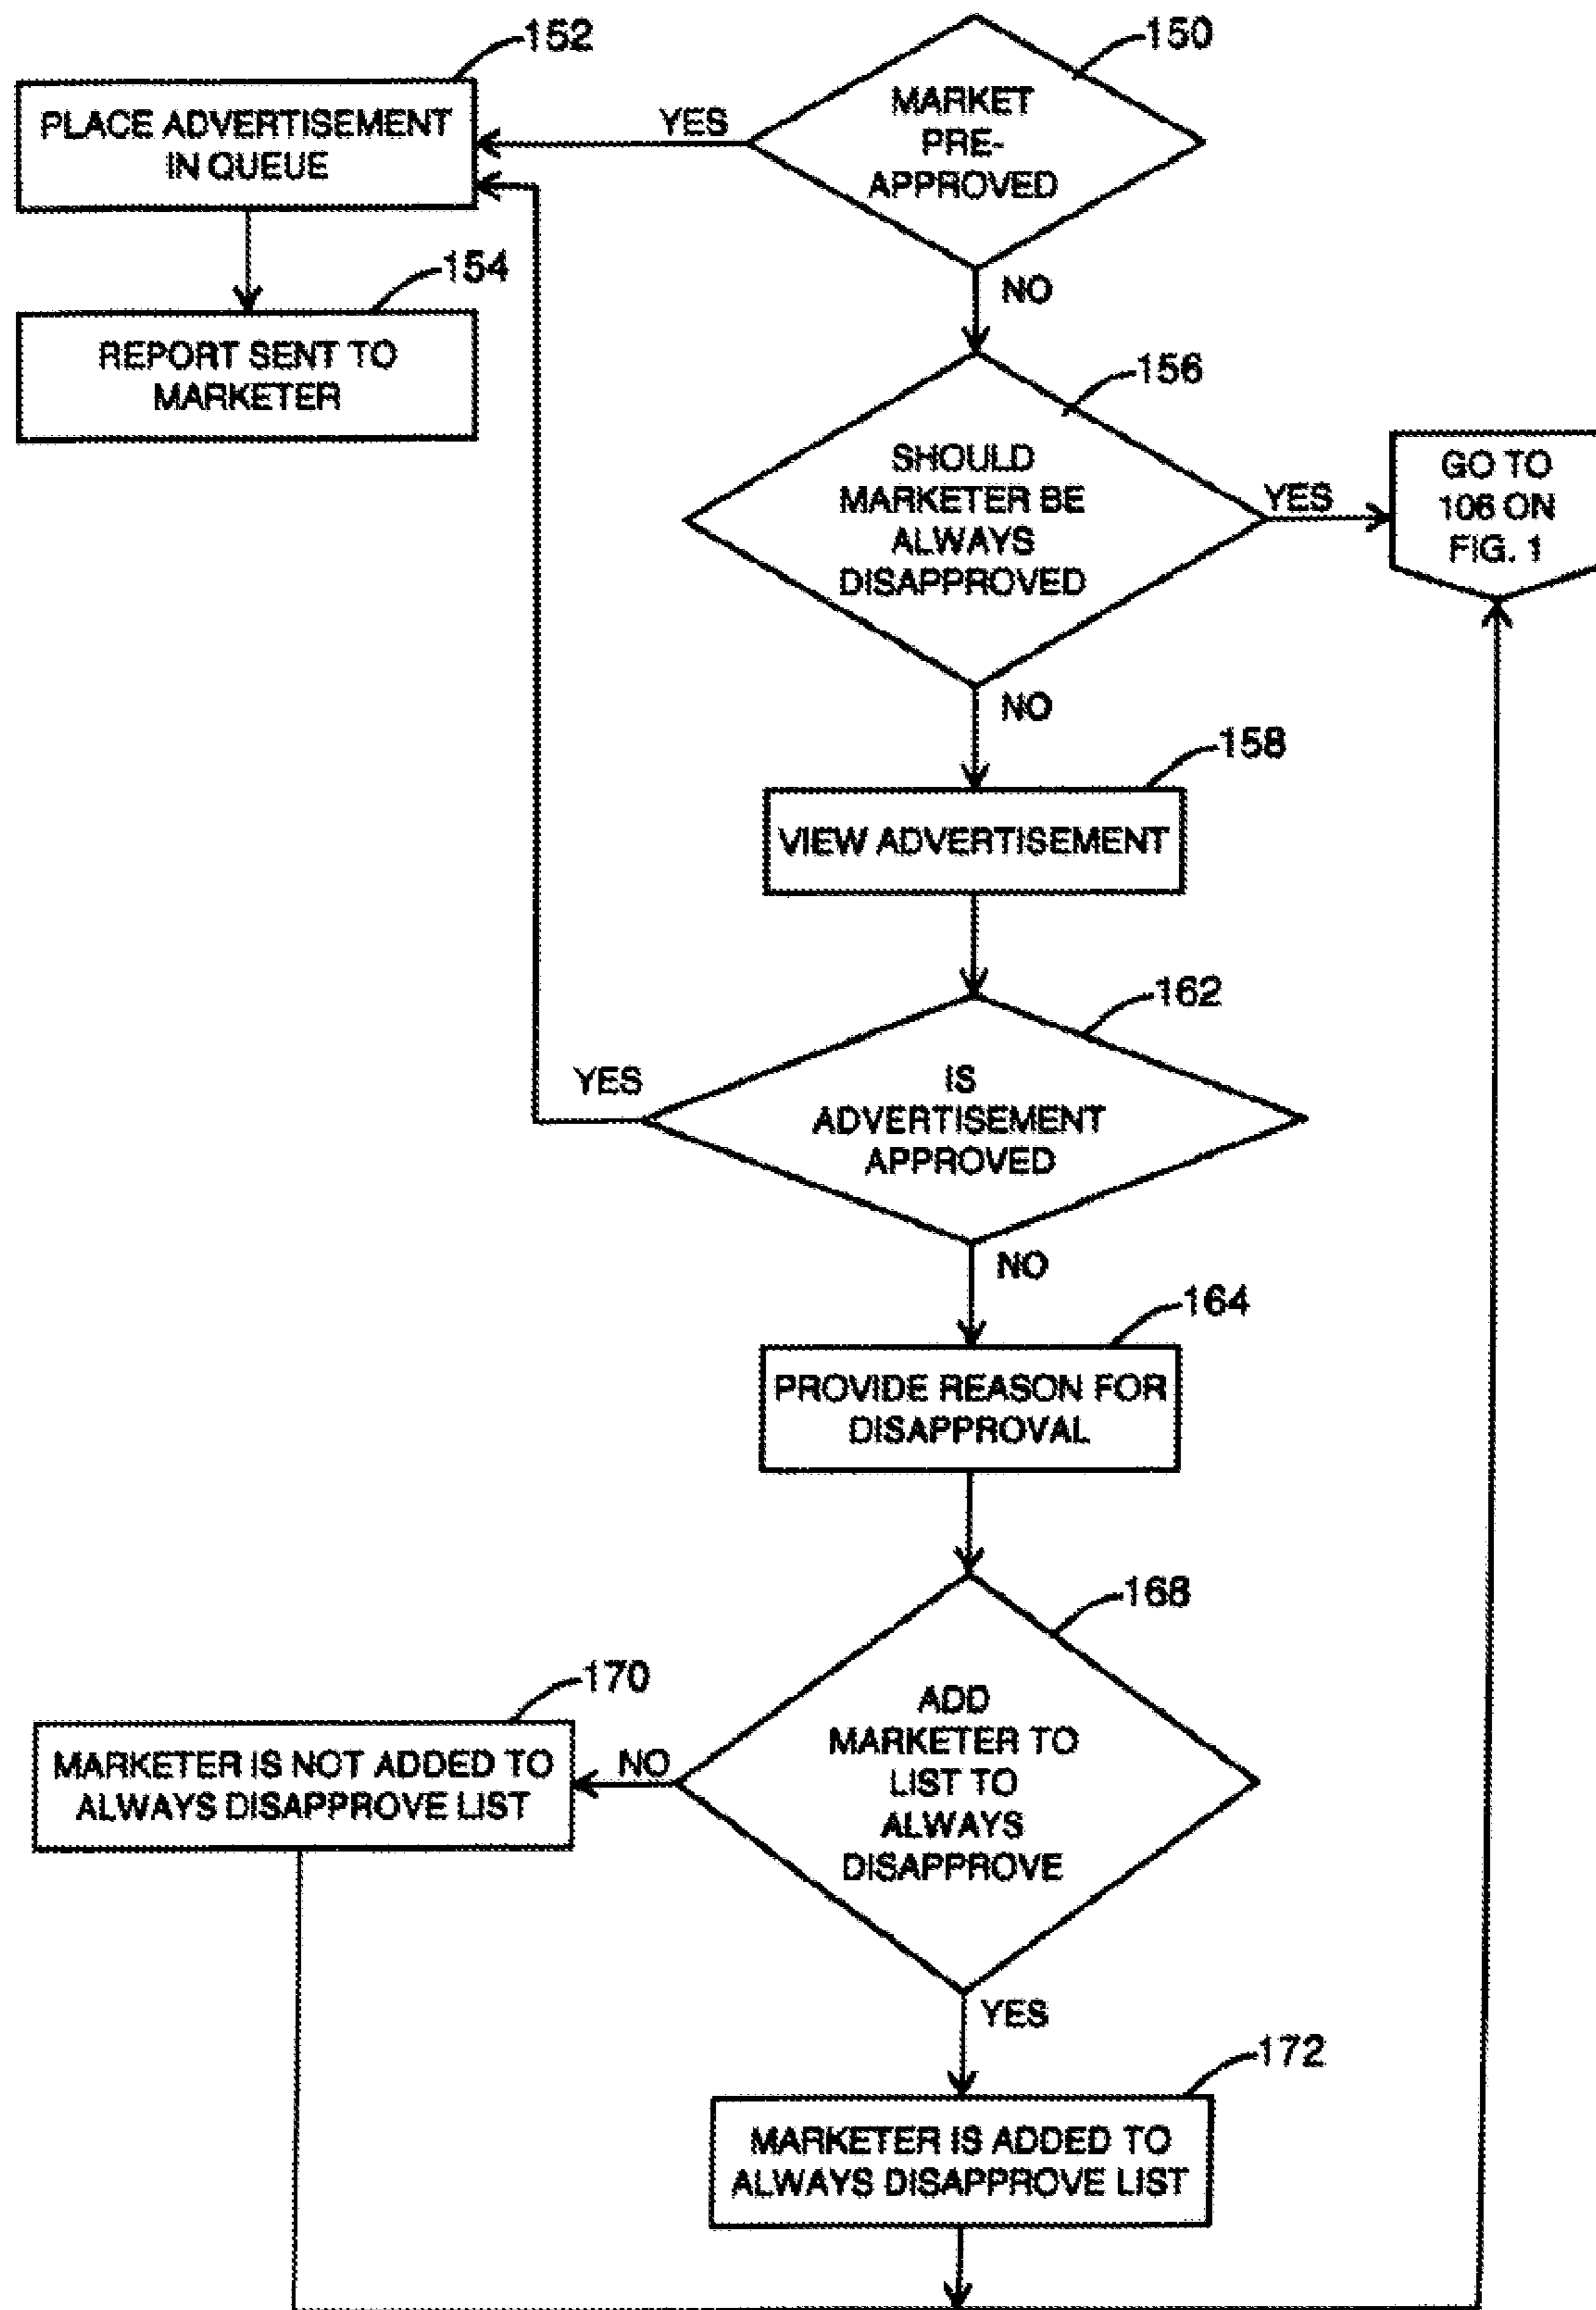 152
PLACE ADVERTISEMENT
IN QUEUE
YES
150
MARKET
PRE-
APPROVED
NO
154
REPORT SENT TO
MARKETER
156
SHOULD
MARKETER BE
ALWAYS
DISAPPROVED
YES
GO TO
106 ON
FIG. 1
NO
158
VIEW ADVERTISEMENT
162
YES
IS
ADVERTISEMENT
APPROVED
NO
164
PROVIDE REASON FOR
DISAPPROVAL
168
ADD
MARKETER TO
LIST TO
ALWAYS
DISAPPROVE
170
MARKETER IS NOT ADDED TO
ALWAYS DISAPPROVE LIST
NO
YES
172
MARKETER IS ADDED TO
ALWAYS DISAPPROVE LIST